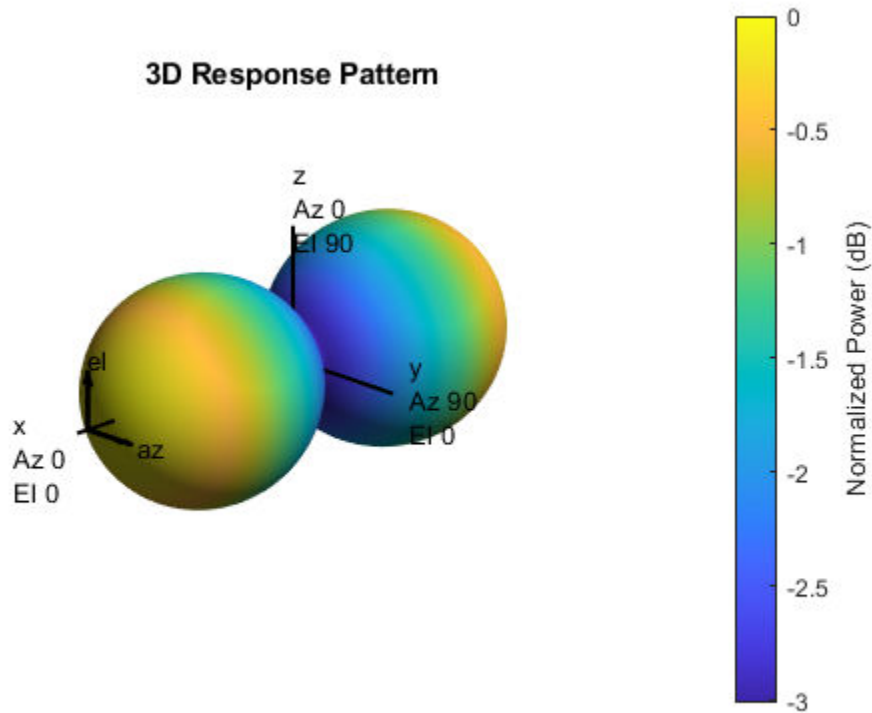 3D Response Pattern
z
Az 0
El 90
el
az
x
Az 0
El 0
y
Az 90
El 0
0
-0.5
-1
-1.5
-2
-2.5
-3
Normalized Power (dB)